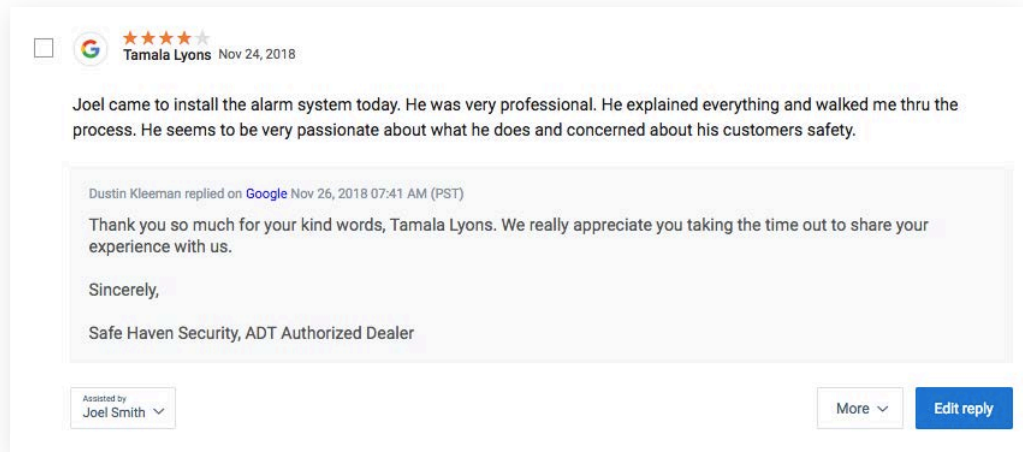 Tamala Lyons Nov 24, 2018
Joel came to install the alarm system today. He was very professional. He explained everything and walked me thru the
process. He seems to be very passionate about what he does and concerned about his customers safety.
Dustin Kleeman replied on Google Nov 26, 2018 07:41 AM (PST)
Thank you so much for your kind words, Tamala Lyons. We really appreciate you taking the time out to share your
experience with us.
Sincerely,
Safe Haven Security, ADT Authorized Dealer
Assisted by
Joel Smith
More
Edit reply